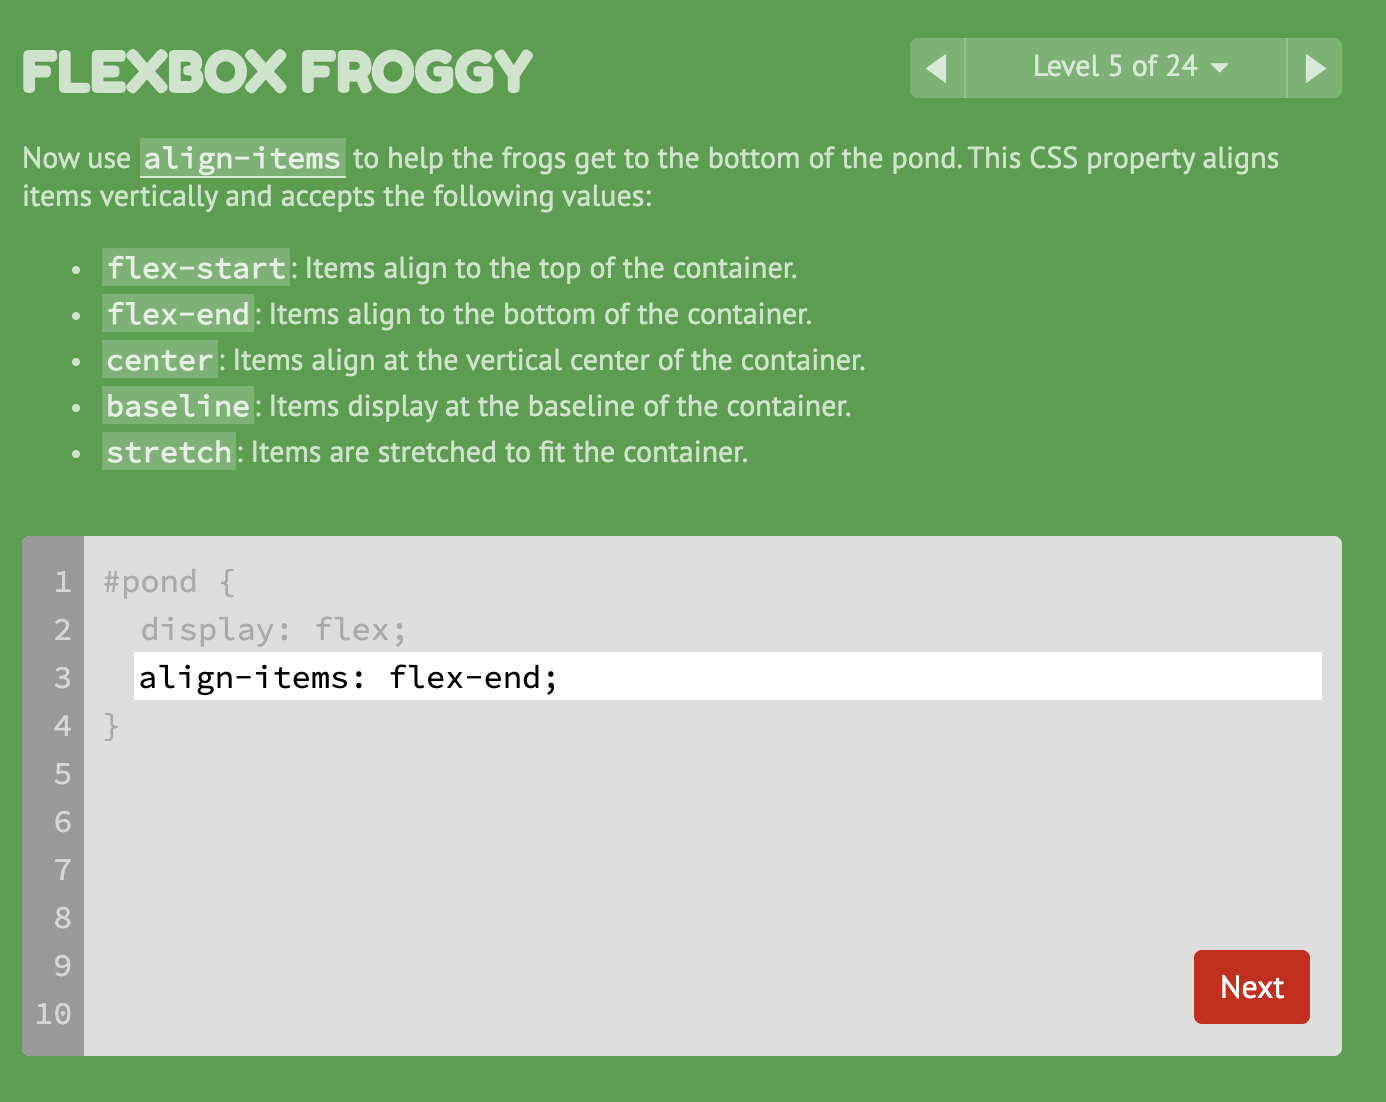 FLEXBOX FROGGY
Level 5 of 24
Now use align-items to help the frogs get to the bottom of the pond. This CSS property aligns
items vertically and accepts the following values:
• flex-start: Items align to the top of the container.
• flex-end: Items align to the bottom of the container.
• center: Items align at the vertical center of the container.
• baseline: Items display at the baseline of the container.
• stretch: Items are stretched to fit the container.
1 #pond {
2 display: flex;
3 align-items: flex-end;
4 }
5
6
7
8
9
10
Next